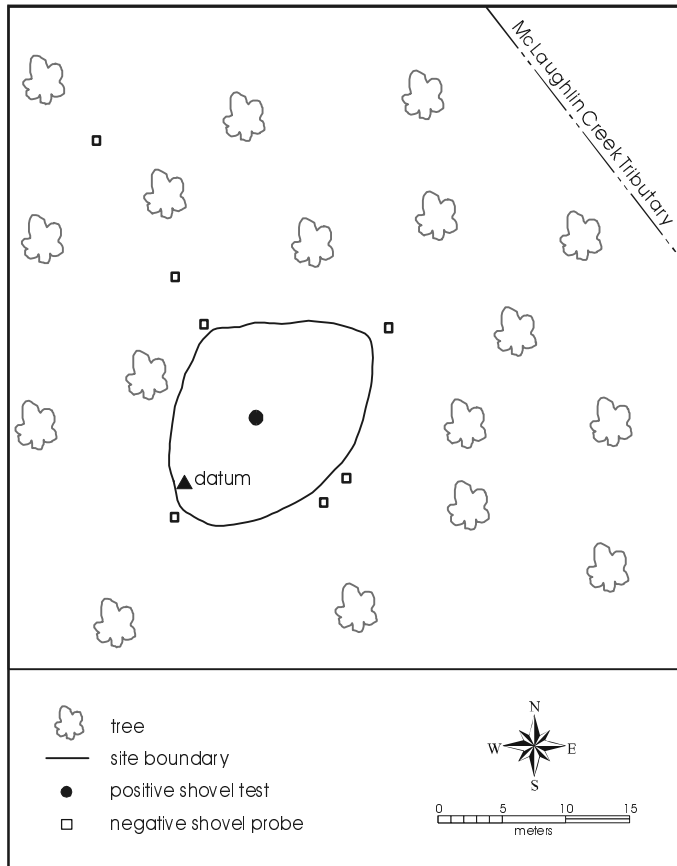 McLaughlin Creek Tributary
datum
tree
site boundary
positive shovel test
negative shovel probe
N
W E
S
0 5 10 15
meters